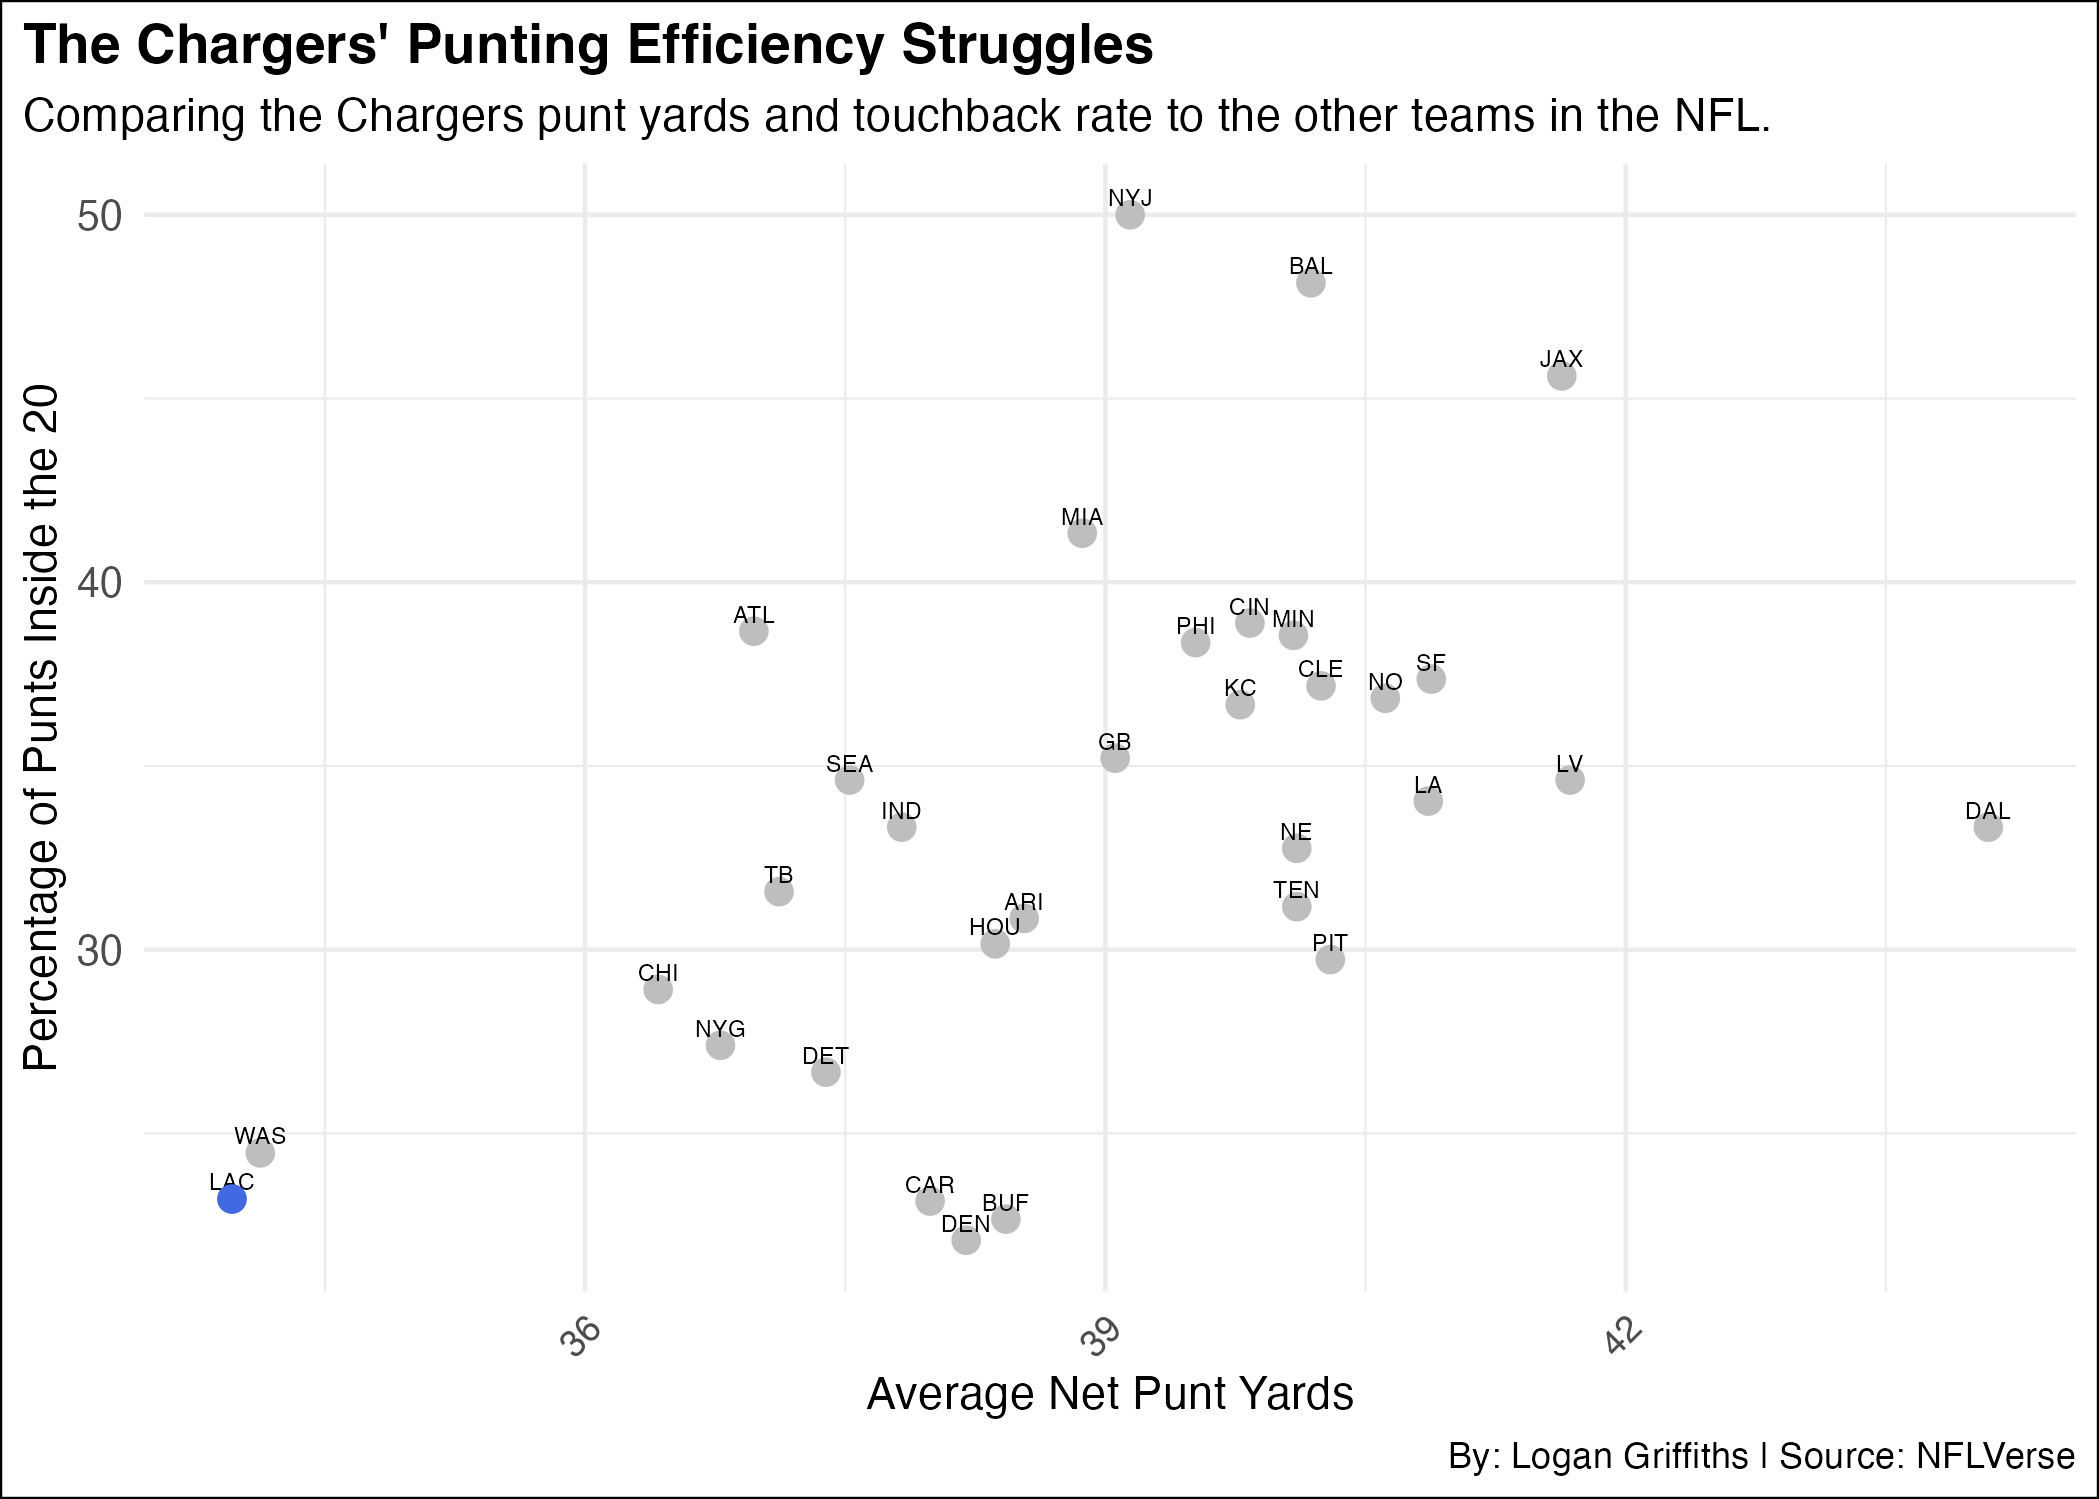 The Chargers' Punting Efficiency Struggles
Comparing the Chargers punt yards and touchback rate to the other teams in the NFL.
Percentage of Punts Inside the 20
50
40
30
NYJ
BAL
JAX
MIA
ATL
PHI
CIN
MIN
CLE
SF
KC
NO
GB
SEA
LV
LA
IND
DAL
NE
TB
TEN
ARI
HOU
PIT
CHI
NYG
DET
WAS
LAC
CAR
BUF
DEN
36
39
42
Average Net Punt Yards
By: Logan Griffiths | Source: NFLVerse